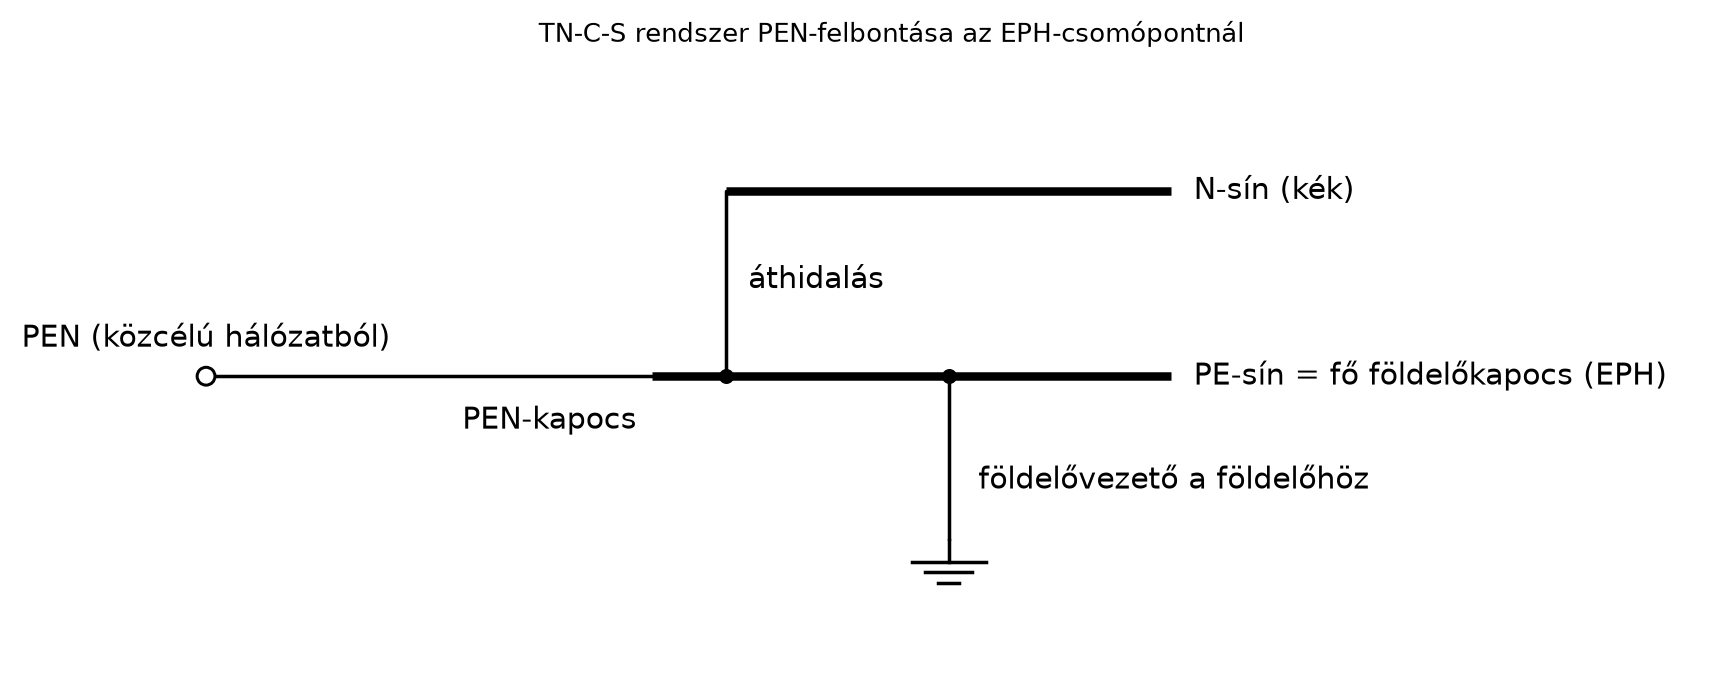 TN-C-S rendszer PEN-felbontása az EPH-csomópontnál
N-sín (kék)
áthidalás
PEN (közcélú hálózatból)
PE-sín = fő földelőkapocs (EPH)
PEN-kapocs
földelővezető a földelőhöz